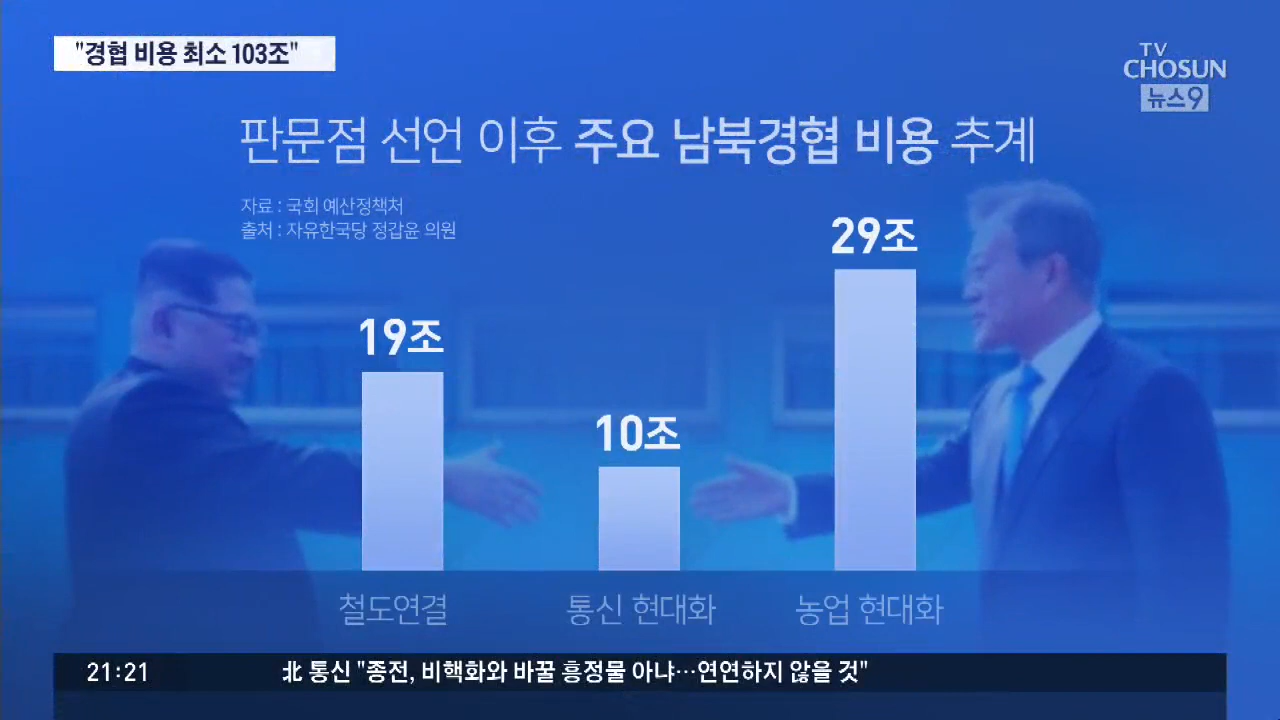 "경협 비용 최소 103조"
TV
CHOSUN
뉴스9
판문점 선언 이후 주요 남북경협 비용 추계
자료 : 국회 예산정책처
출처 : 자유한국당 정갑윤 의원
19조
10조
29조
철도연결
통신 현대화
농업 현대화
21:21
北 통신 "종전, 비핵화와 바꿀 흥정물 아냐…연연하지 않을 것"